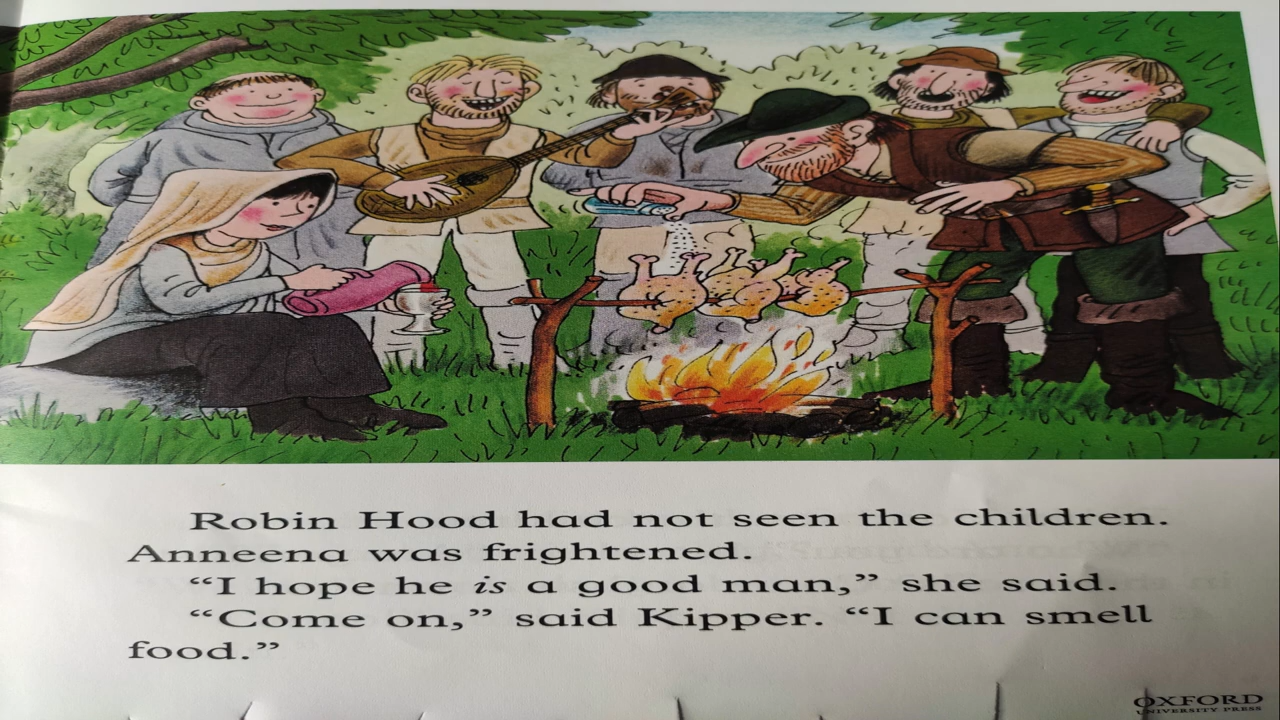 Robin Hood had not seen the children.
Anneena was frightened.
“I hope he is a good man,” she said.
“Come on,” said Kipper. “I can smell
food.”
OXFORD
UNIVERSITY PRESS